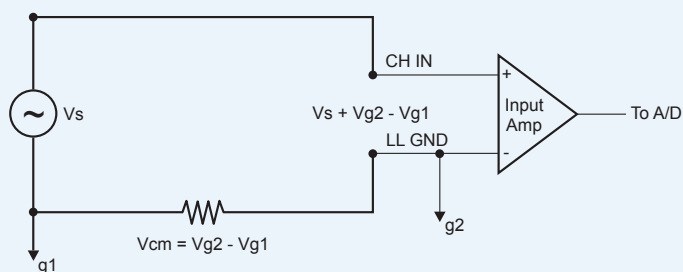 CH IN
+
Input
Amp
To A/D
~
Vs
Vs + Vg2 - Vg1
LL GND
-
g2
Vcm = Vg2 - Vg1
g1